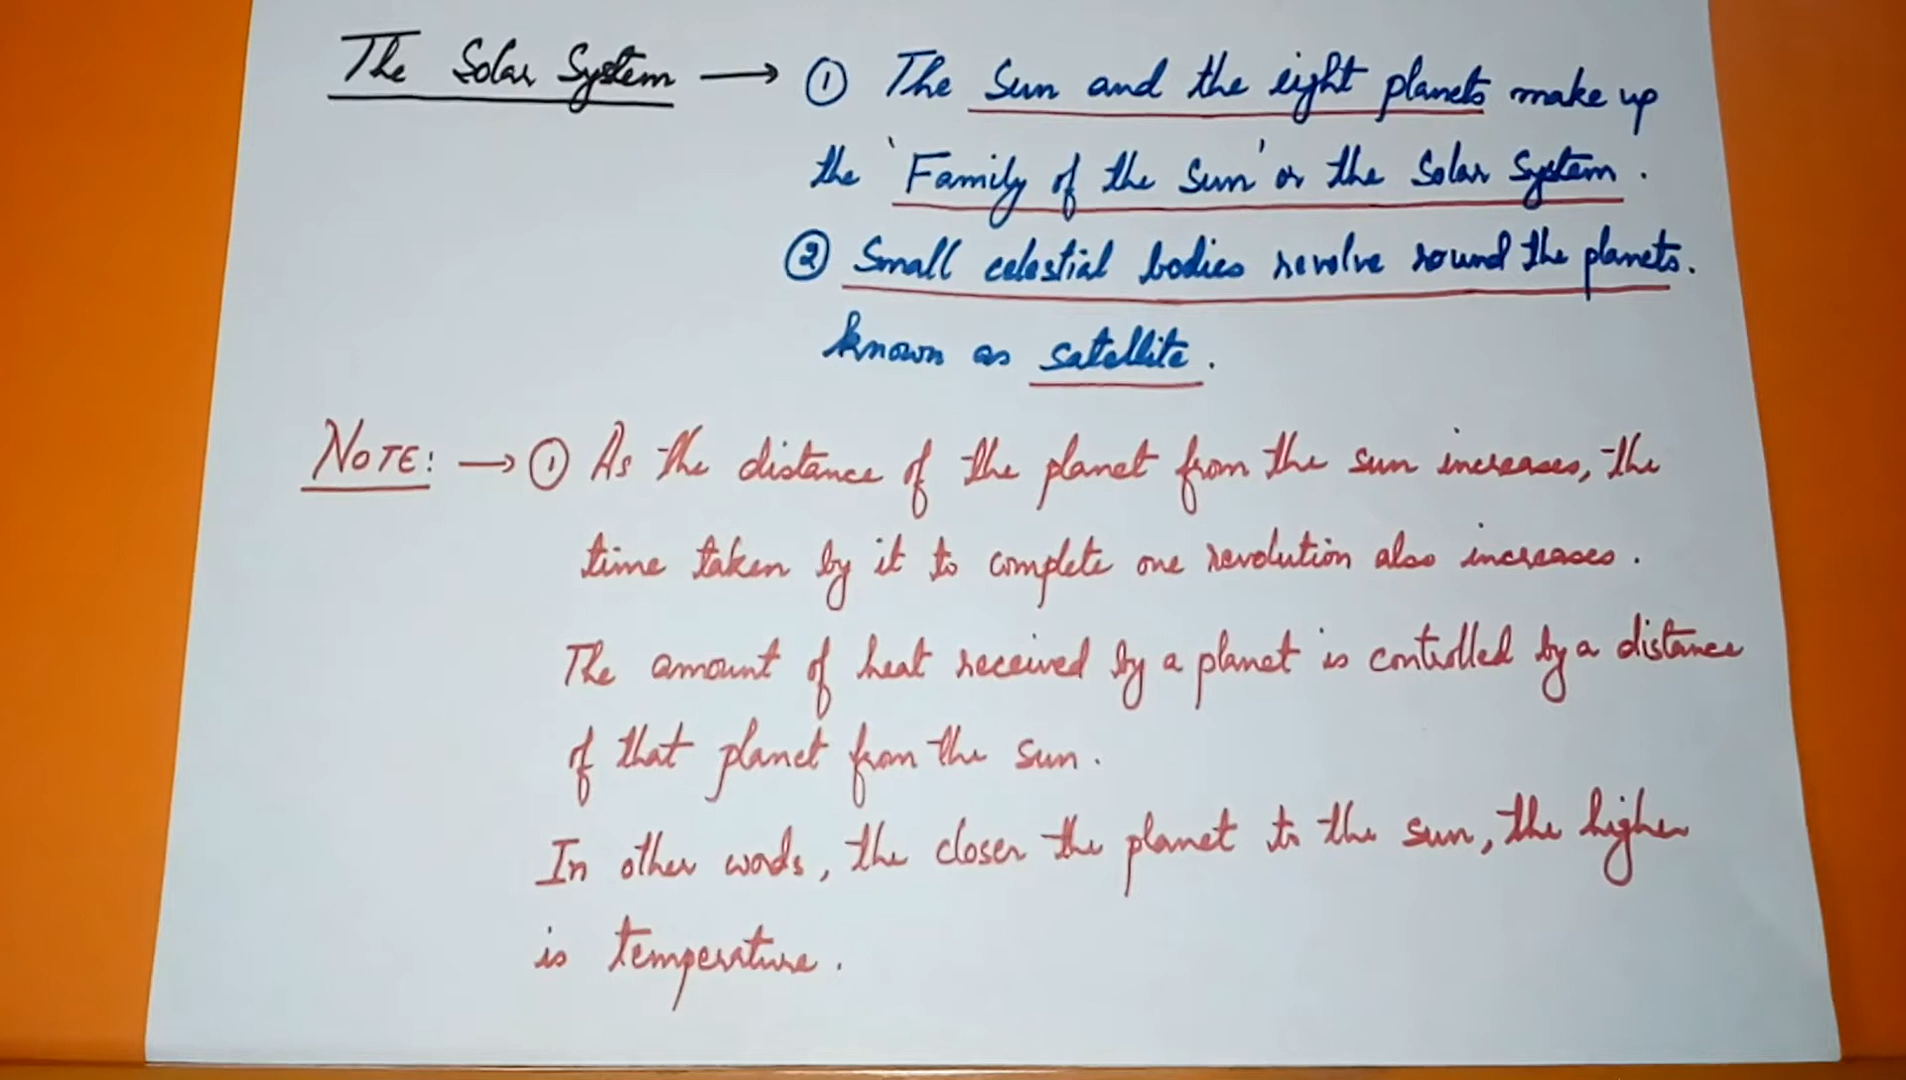 The Solar System → ① The Sun and the eight planets make up
the 'Family of the Sun' or the Solar System.
② Small celestial bodies revolve round the planets.
known as satellite.
NOTE: → ① As the distance of the planet from the sun increases, the
time taken by it to complete one revolution also increases.
The amount of heat received by a planet is controlled by a distance
of that planet from the sun.
In other words, the closer the planet to the sun, the higher
is temperature.